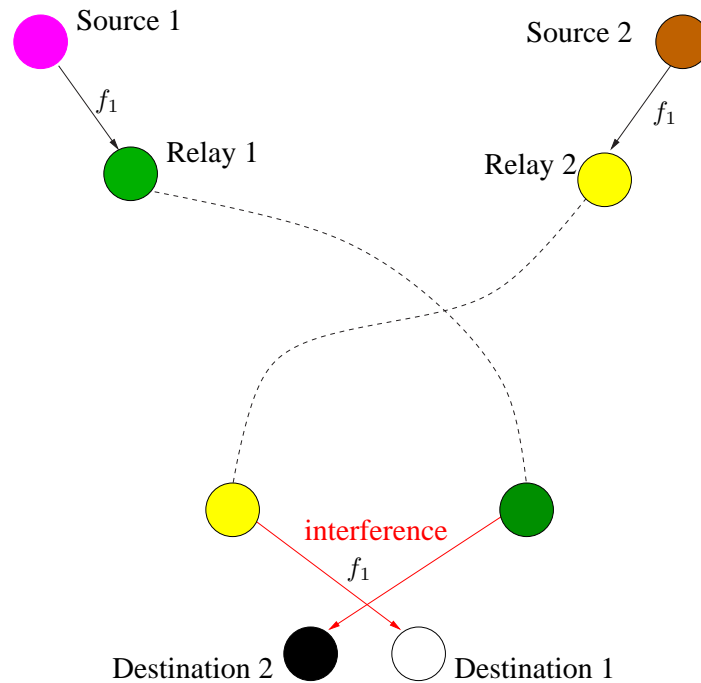 Source 1
Source 2
f₁
f₁
Relay 1
Relay 2
interference
f₁
Destination 2
Destination 1